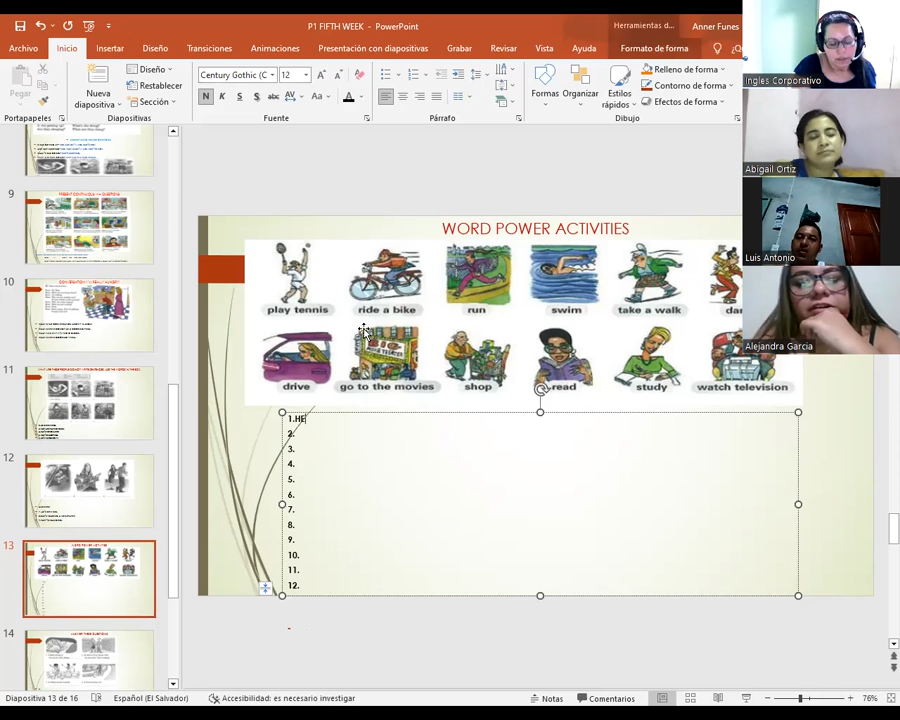 P1 FIFTH WEEK - PowerPoint
Herramientas d...
Anner Funes
Archivo
Inicio
Insertar
Diseño
Transiciones
Animaciones
Presentación con diapositivas
Grabar
Revisar
Vista
Ayuda
Formato de forma
Pegar
Nueva diapositiva
Diseño
Restablecer
Sección
Century Gothic (C
12
N K S S abc AV Aa A
Formas
Organizar
Estilos rápidos
Relleno de forma
Contorno de forma
Efectos de forma
Portapapeles
Diapositivas
Fuente
Párrafo
Dibujo
Ingles Corporativo
Abigail Ortiz
Luis Antonio
Alejandra Garcia
9
10
11
12
13
14
WORD POWER ACTIVITIES
play tennis
ride a bike
run
swim
take a walk
drive
go to the movies
shop
read
study
watch television
1.HE
2.
3.
4.
5.
6.
7.
8.
9.
10.
11.
12.
Diapositiva 13 de 16
Español (El Salvador)
Accesibilidad: es necesario investigar
Notas
Comentarios
76%